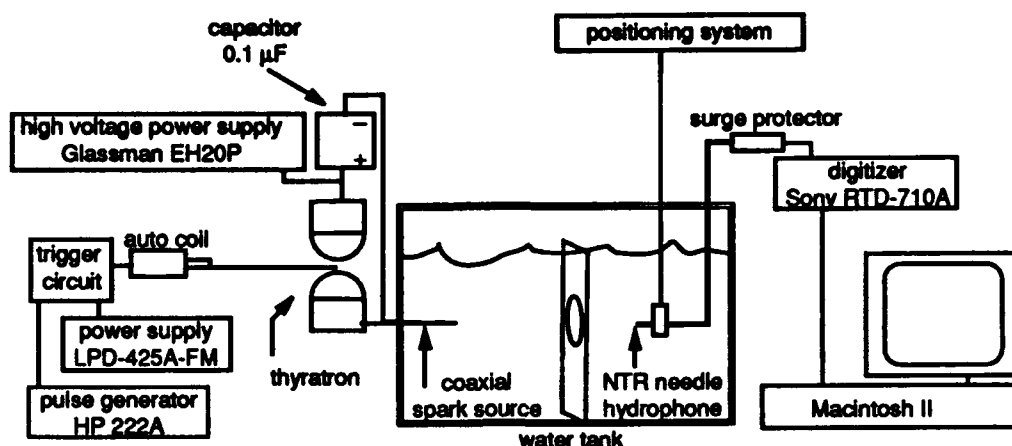 capacitor
0.1 μF
positioning system
high voltage power supply
Glassman EH20P
−
+
surge protector
digitizer
Sony RTD-710A
auto coil
trigger
circuit
power supply
LPD-425A-FM
thyratron
coaxial
spark source
NTR needle
hydrophone
pulse generator
HP 222A
Macintosh II
water tank